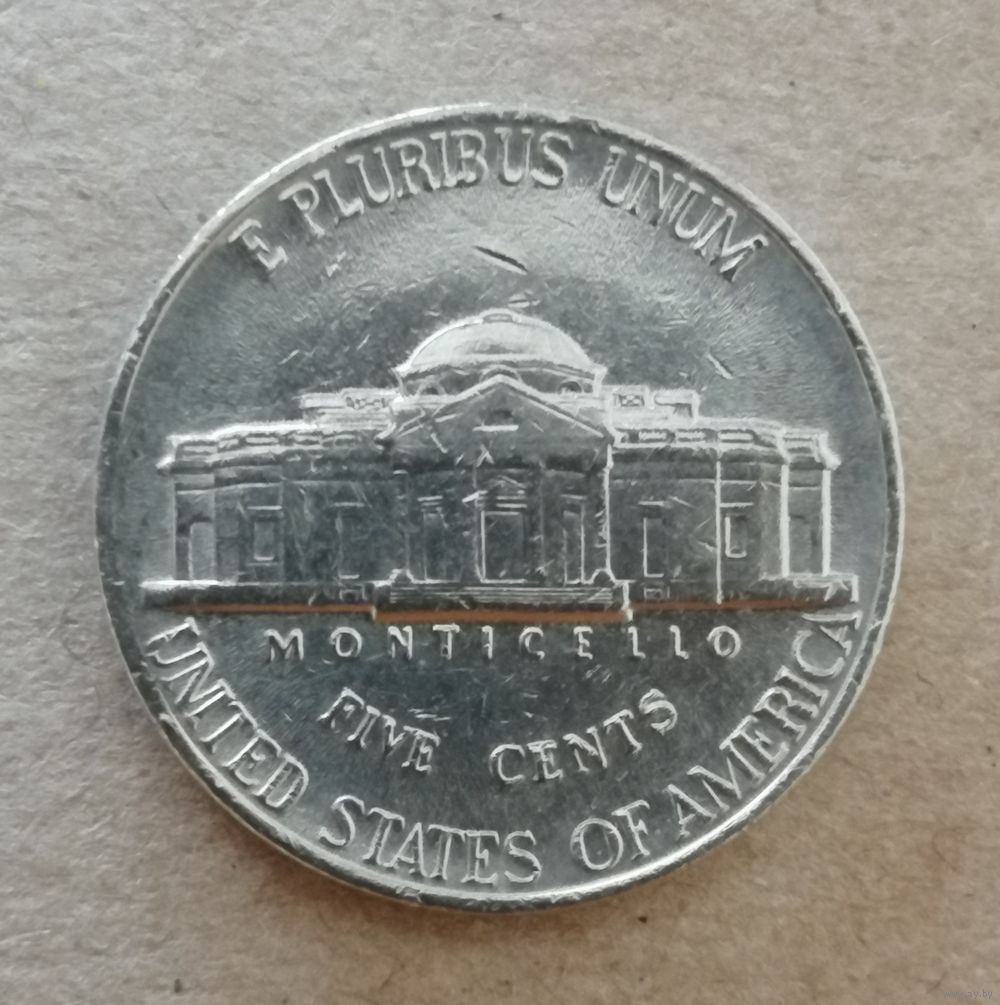 E PLURIBUS UNUM
MONTICELLO
FIVE CENTS
UNITED STATES OF AMERICA